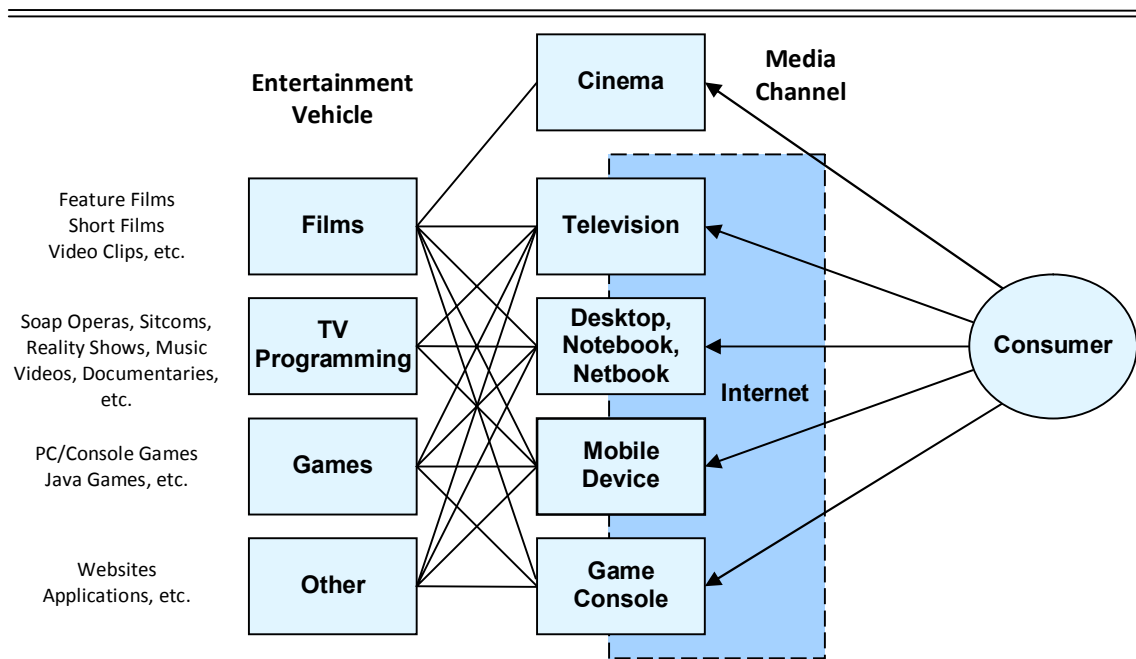 Entertainment
Vehicle
Cinema
Media
Channel
Feature Films
Short Films
Video Clips, etc.
Films
Television
Soap Operas, Sitcoms,
Reality Shows, Music
Videos, Documentaries,
etc.
TV
Programming
Desktop,
Notebook,
Netbook
Internet
Consumer
PC/Console Games
Java Games, etc.
Games
Mobile
Device
Websites
Applications, etc.
Other
Game
Console